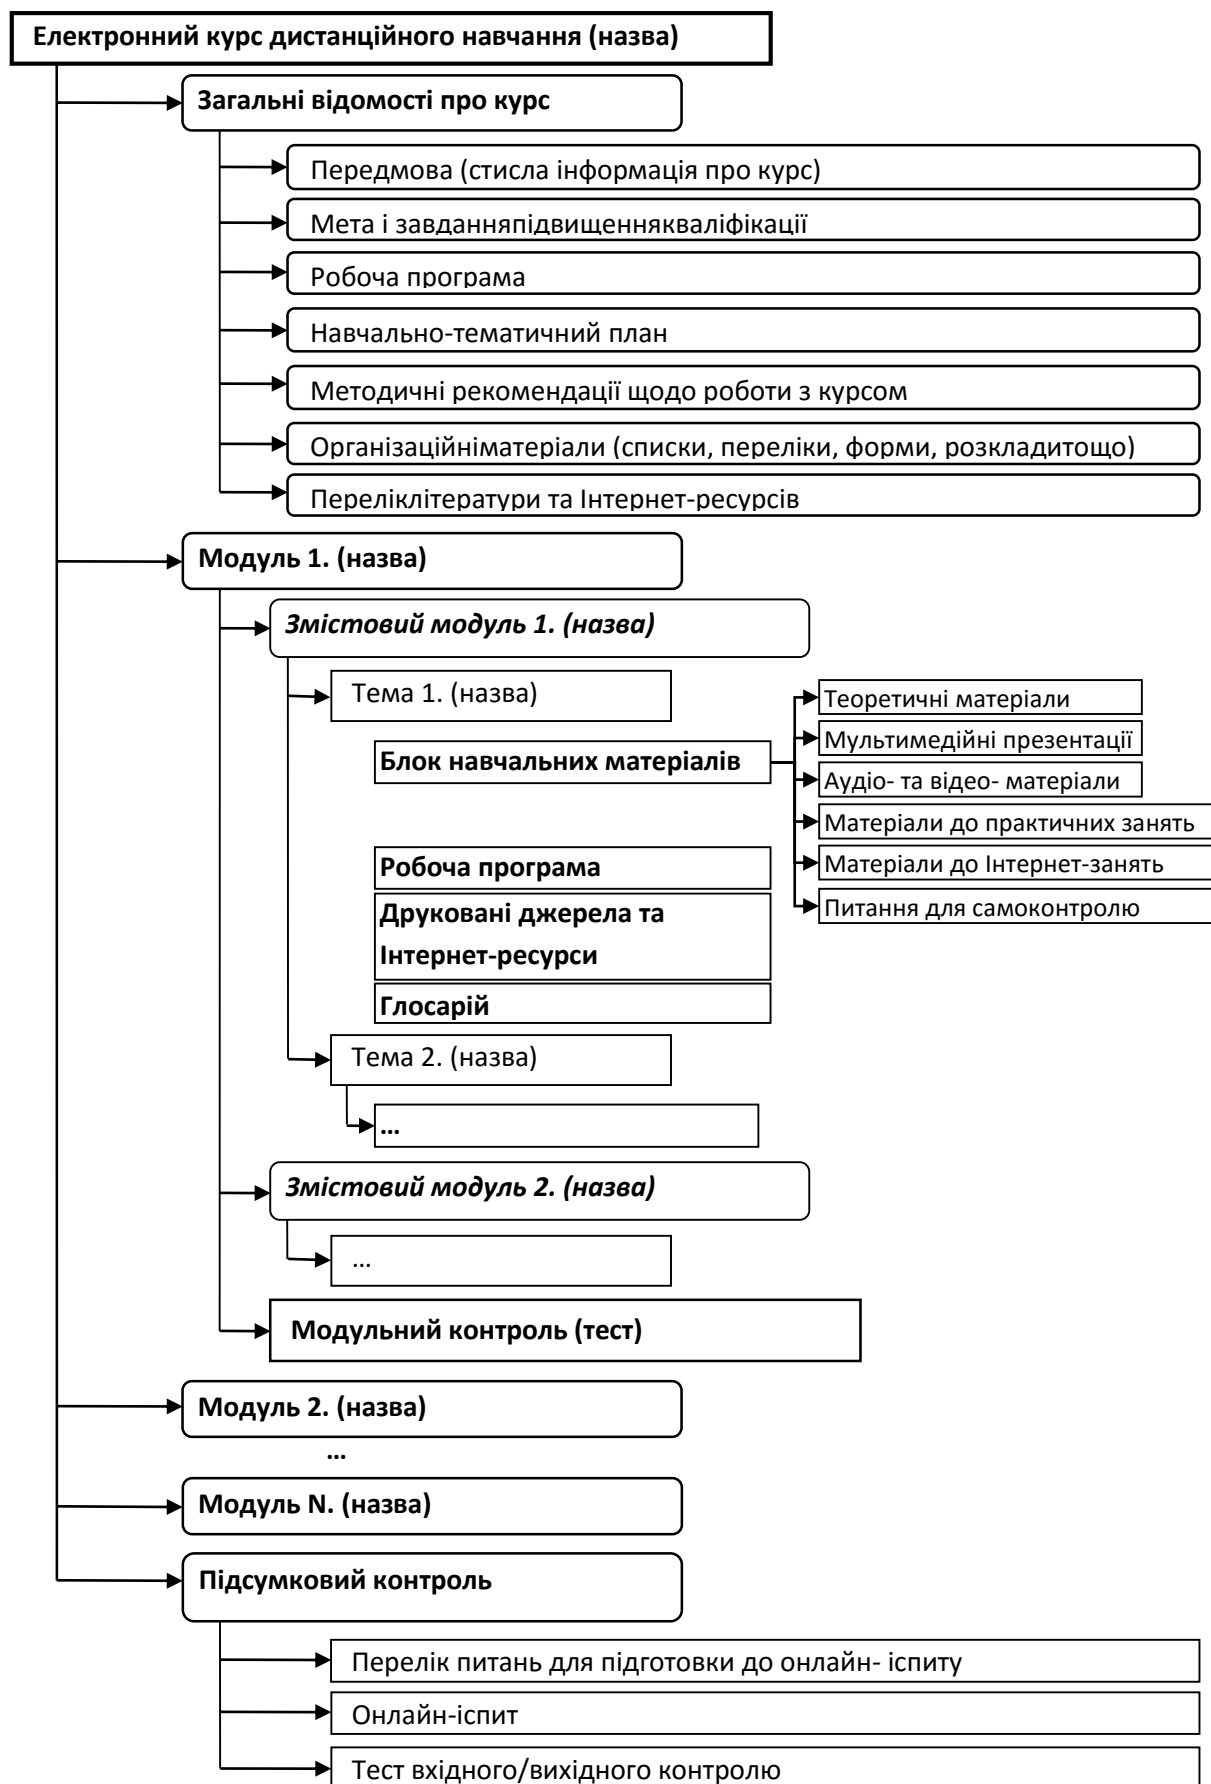 Електронний курс дистанційного навчання (назва)
Загальні відомості про курс
Передмова (стисла інформація про курс)
Мета і завданняпідвищеннякваліфікації
Робоча програма
Навчально-тематичний план
Методичні рекомендації щодо роботи з курсом
Організаційніматеріали (списки, переліки, форми, розкладитощо)
Переліклітератури та Інтернет-ресурсів
Модуль 1. (назва)
Змістовий модуль 1. (назва)
Тема 1. (назва)
Блок навчальних матеріалів
Теоретичні матеріали
Мультимедійні презентації
Аудіо- та відео- матеріали
Матеріали до практичних занять
Матеріали до Інтернет-занять
Питання для самоконтролю
Робоча програма
Друковані джерела та
Інтернет-ресурси
Глосарій
Тема 2. (назва)
...
Змістовий модуль 2. (назва)
...
Модульний контроль (тест)
Модуль 2. (назва)
...
Модуль N. (назва)
Підсумковий контроль
Перелік питань для підготовки до онлайн- іспиту
Онлайн-іспит
Тест вхідного/вихідного контролю